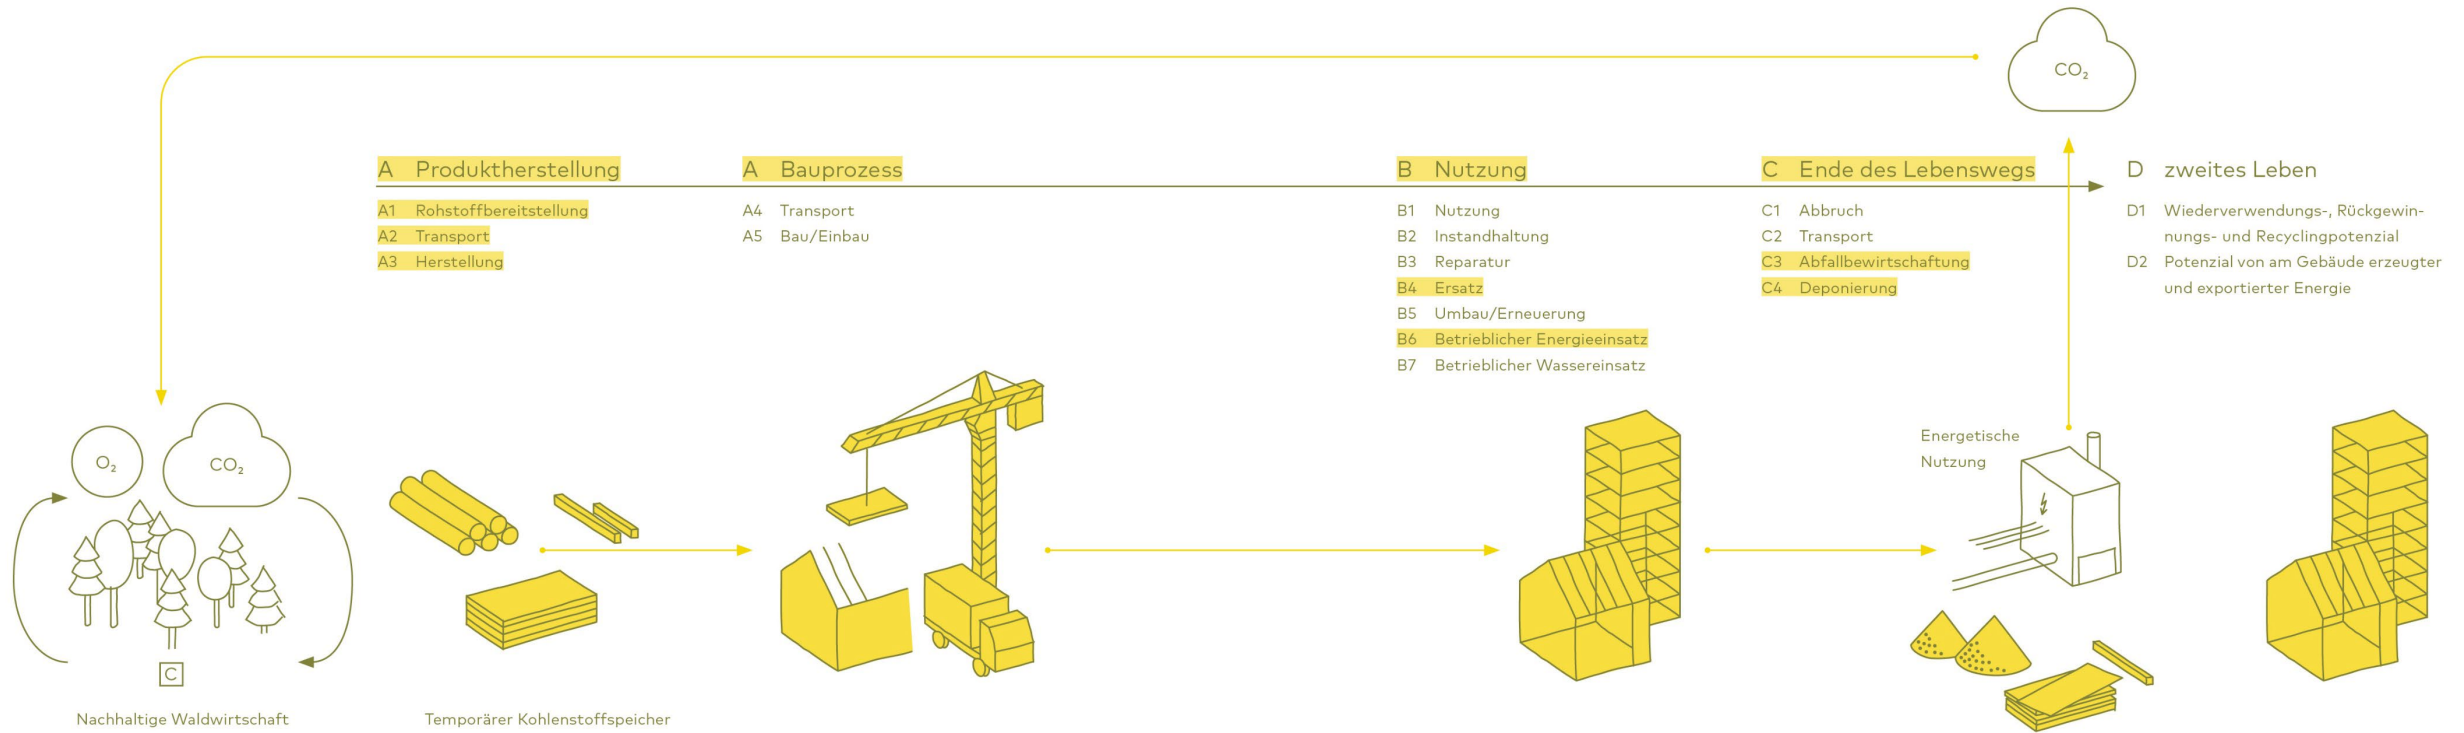 CO₂
A Produktherstellung
A1 Rohstoffbereitstellung
A2 Transport
A3 Herstellung
A Bauprozess
A4 Transport
A5 Bau/Einbau
B Nutzung
B1 Nutzung
B2 Instandhaltung
B3 Reparatur
B4 Ersatz
B5 Umbau/Erneuerung
B6 Betrieblicher Energieeinsatz
B7 Betrieblicher Wassereinsatz
C Ende des Lebenswegs
C1 Abbruch
C2 Transport
C3 Abfallbewirtschaftung
C4 Deponierung
D zweites Leben
D1 Wiederverwendungs-, Rückgewin-
nungs- und Recyclingpotenzial
D2 Potenzial von am Gebäude erzeugter
und exportierter Energie
O₂
CO₂
C
Energetische
Nutzung
Nachhaltige Waldwirtschaft
Temporärer Kohlenstoffspeicher